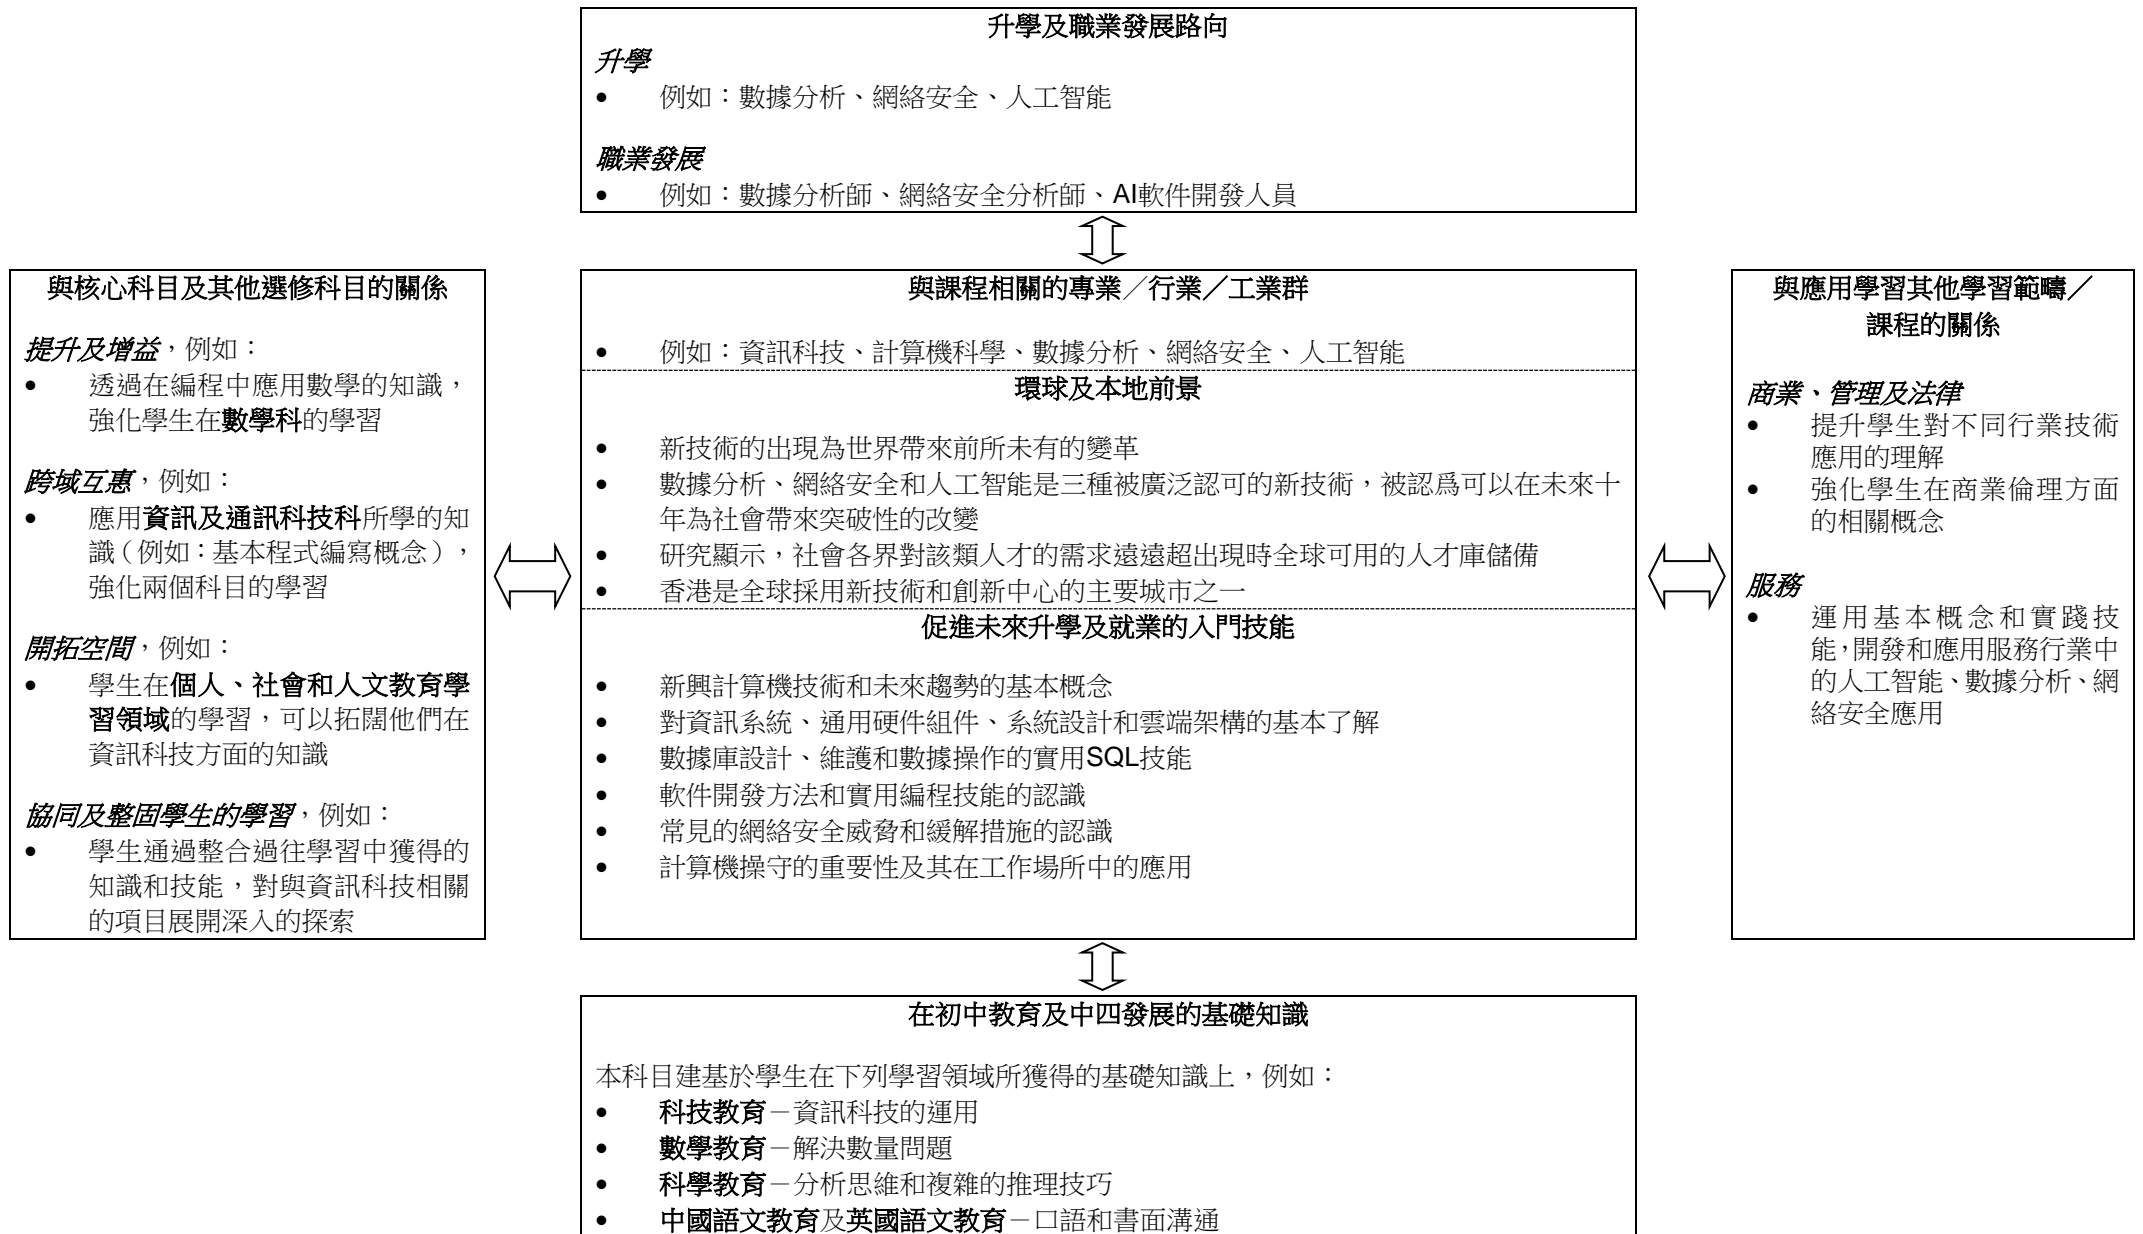 升學及職業發展路向
升學
• 例如：數據分析、網絡安全、人工智能
職業發展
• 例如：數據分析師、網絡安全分析師、AI軟件開發人員
與核心科目及其他選修科目的關係
提升及增益，例如：
• 透過在編程中應用數學的知識，
強化學生在數學科的學習
跨域互惠，例如：
• 應用資訊及通訊科技科所學的知
識（例如：基本程式編寫概念），
強化兩個科目的學習
開拓空間，例如：
• 學生在個人、社會和人文教育學
習領域的學習，可以拓闊他們在
資訊科技方面的知識
協同及整固學生的學習，例如：
• 學生通過整合過往學習中獲得的
知識和技能，對與資訊科技相關
的項目展開深入的探索
與課程相關的專業／行業／工業群
• 例如：資訊科技、計算機科學、數據分析、網絡安全、人工智能
環球及本地前景
• 新技術的出現為世界帶來前所未有的變革
• 數據分析、網絡安全和人工智能是三種被廣泛認可的新技術，被認爲可以在未來十
年為社會帶來突破性的改變
• 研究顯示，社會各界對該類人才的需求遠遠超出現時全球可用的人才庫儲備
• 香港是全球採用新技術和創新中心的主要城市之一
促進未來升學及就業的入門技能
• 新興計算機技術和未來趨勢的基本概念
• 對資訊系統、通用硬件組件、系統設計和雲端架構的基本了解
• 數據庫設計、維護和數據操作的實用SQL技能
• 軟件開發方法和實用編程技能的認識
• 常見的網絡安全威脅和緩解措施的認識
• 計算機操守的重要性及其在工作場所中的應用
與應用學習其他學習範疇／
課程的關係
商業、管理及法律
• 提升學生對不同行業技術
應用的理解
• 強化學生在商業倫理方面
的相關概念
服務
• 運用基本概念和實踐技
能，開發和應用服務行業中
的人工智能、數據分析、網
絡安全應用
在初中教育及中四發展的基礎知識
本科目建基於學生在下列學習領域所獲得的基礎知識上，例如：
• 科技教育－資訊科技的運用
• 數學教育－解決數量問題
• 科學教育－分析思維和複雜的推理技巧
• 中國語文教育及英國語文教育－口語和書面溝通